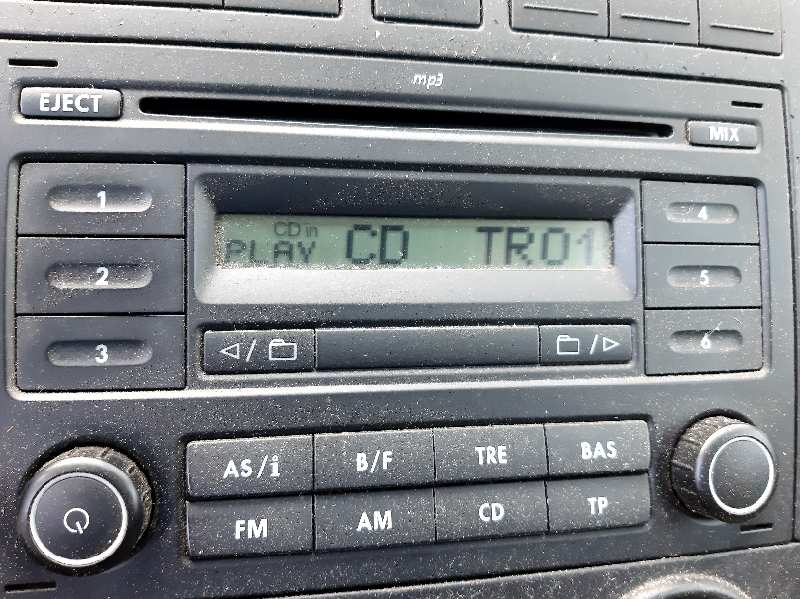 mp3
EJECT
MIX
1
4
CD in
PLAY CD TR01
2
5
3
◁/
/▷
6
AS/i
B/F
TRE
BAS
FM
AM
CD
TP